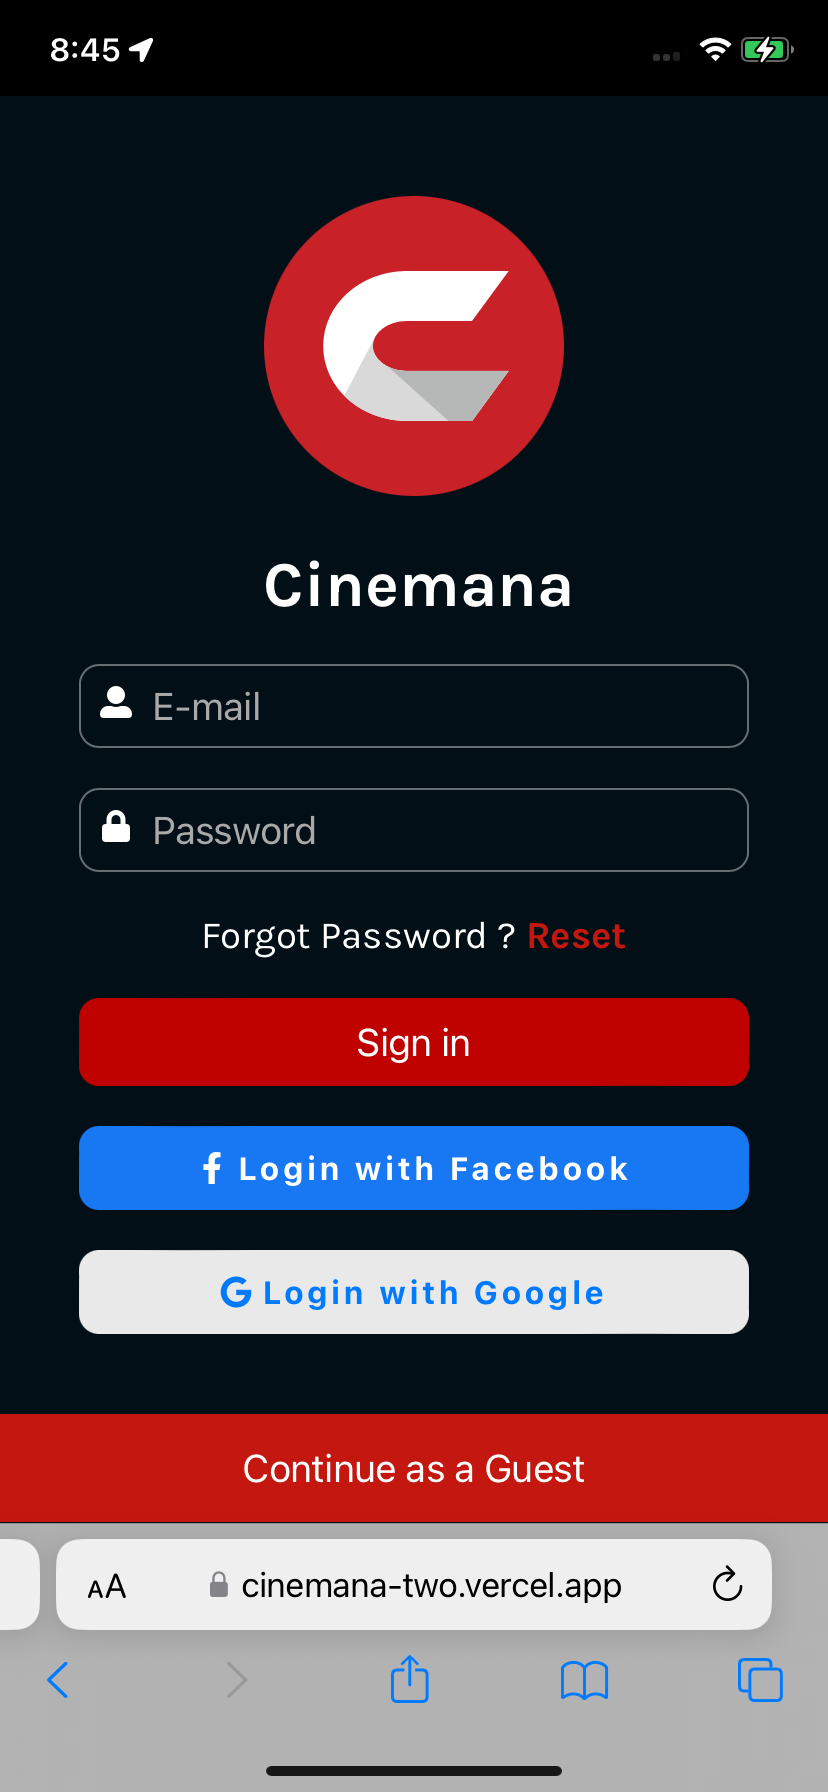 8:45
Cinemana
E-mail
Password
Forgot Password ? Reset
Sign in
Login with Facebook
Login with Google
Continue as a Guest
AA cinemana-two.vercel.app